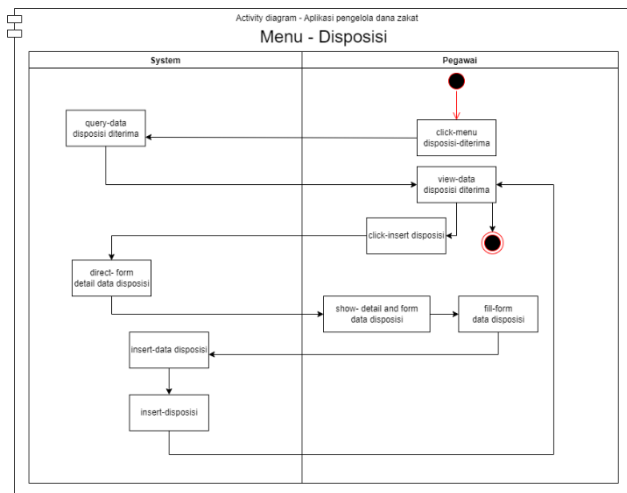 Activity diagram - Aplikasi pengelola dana zakat
Menu - Disposisi
System
Pegawai
click-menu
disposisi-diterima
query-data
disposisi diterima
view-data
disposisi diterima
click-insert disposisi
direct- form
detail data disposisi
show- detail and form
data disposisi
fill-form
data disposisi
insert-data disposisi
insert-disposisi